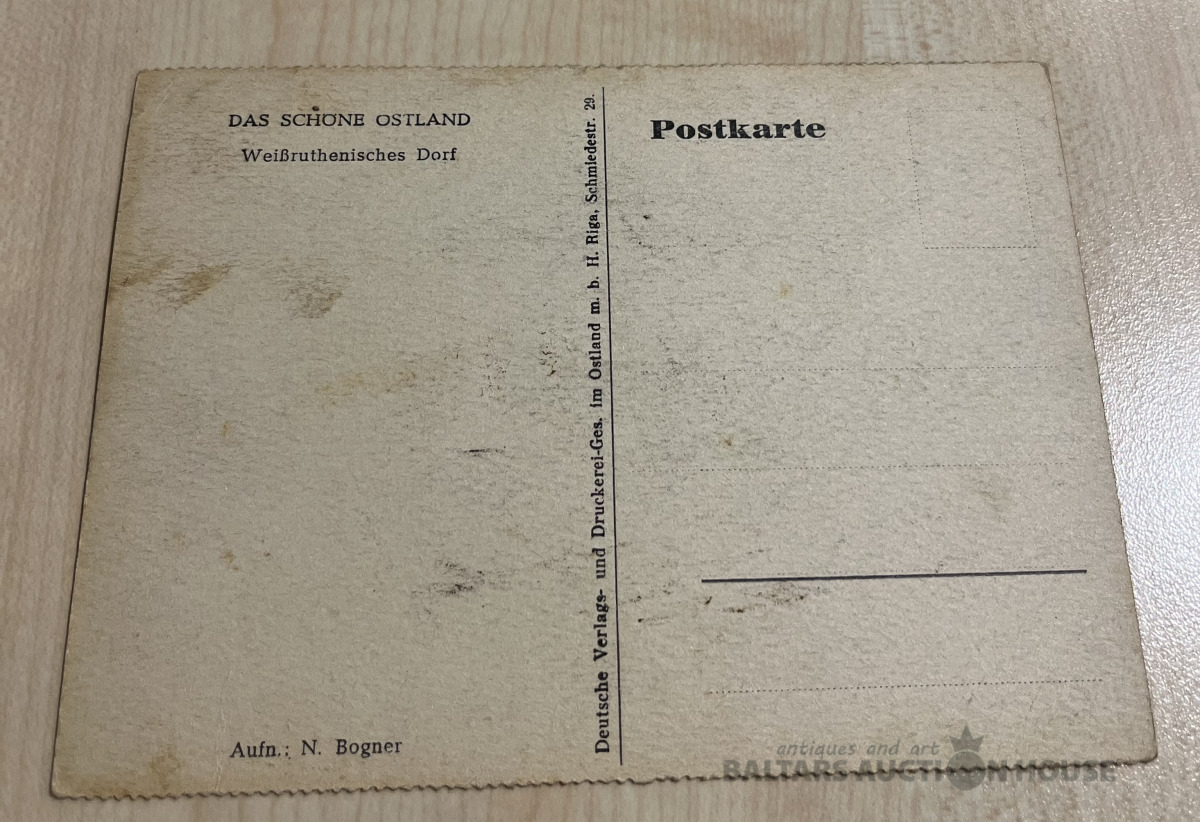 DAS SCHÖNE OSTLAND
Weißruthenisches Dorf
Aufn.: N. Bogner
Deutsche Verlags- und Druckerei-Ges. im Ostland m. b. H. Riga, Schmiedestr. 29.
Postkarte
antiques and art
BALTARS AUCTION HOUSE